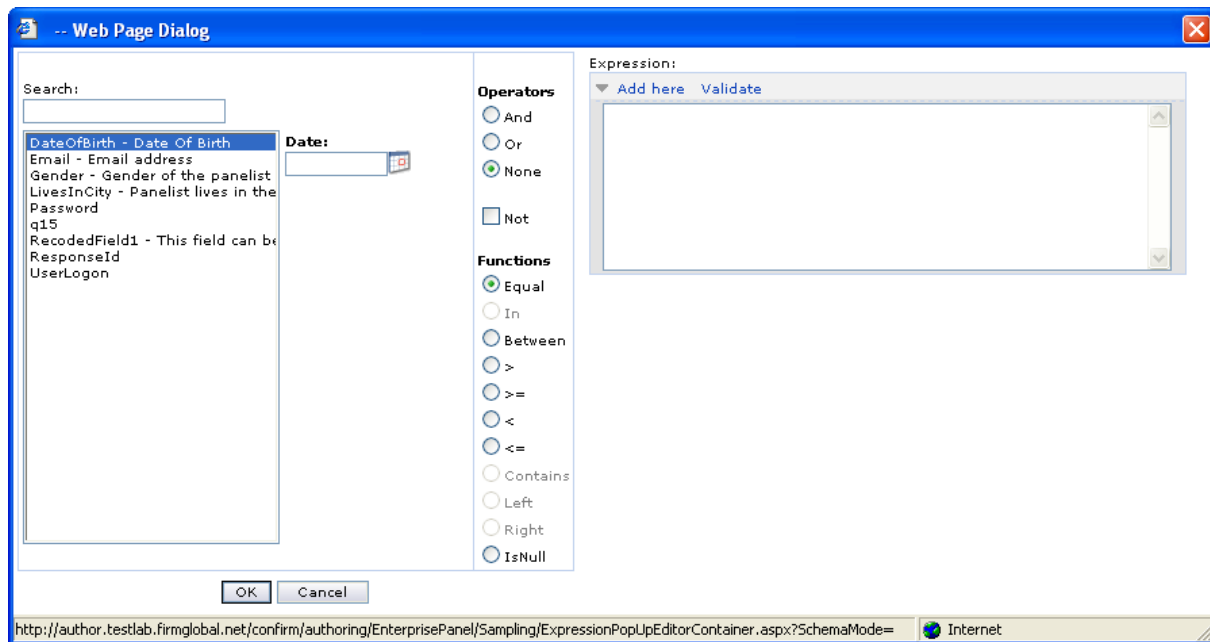 -- Web Page Dialog
Search:
DateOfBirth - Date Of Birth
Email - Email address
Gender - Gender of the panelist
LivesInCity - Panelist lives in the
Password
q15
RecodedField1 - This field can be
ResponseId
UserLogon
Date:
Operators
And
Or
None
Not
Functions
Equal
In
Between
>
>=
<
<=
Contains
Left
Right
IsNull
Expression:
Add here Validate
OK Cancel
http://author.testlab.firmglobal.net/confirm/authoring/EnterprisePanel/Sampling/ExpressionPopUpEditorContainer.aspx?SchemaMode= Internet